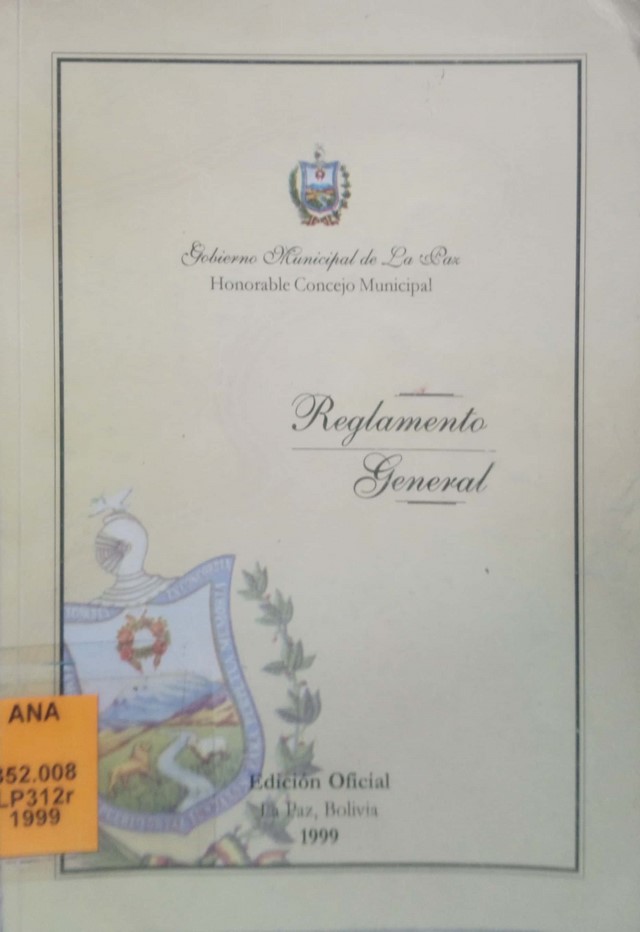 Gobierno Municipal de La Paz
Honorable Concejo Municipal
Reglamento
General
Edición Oficial
La Paz, Bolivia
1999
ANA
352.008
LP312r
1999